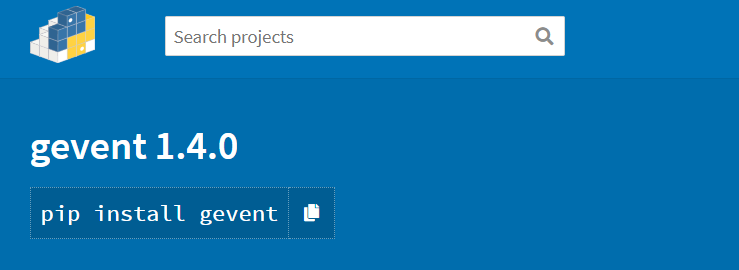 Search projects
gevent 1.4.0
pip install gevent